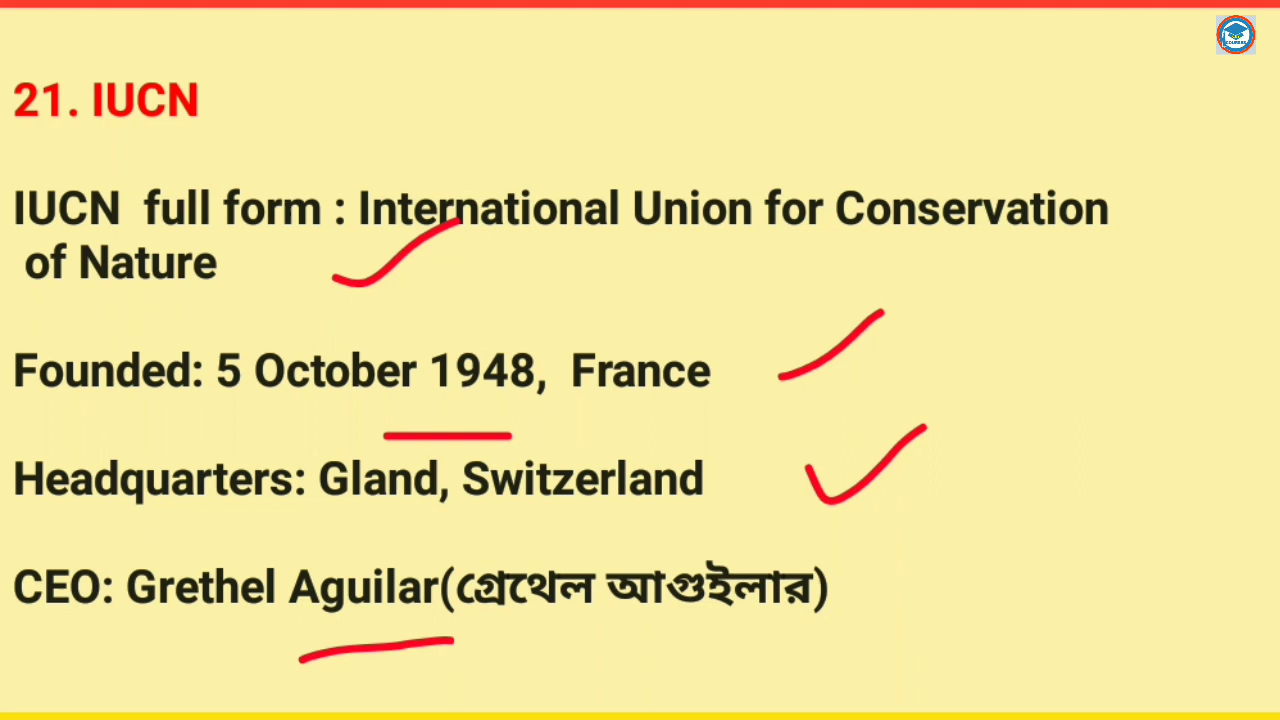 21. IUCN
IUCN full form : International Union for Conservation
of Nature
Founded: 5 October 1948, France
Headquarters: Gland, Switzerland
CEO: Grethel Aguilar(গ্রেথেল আগুইলার)